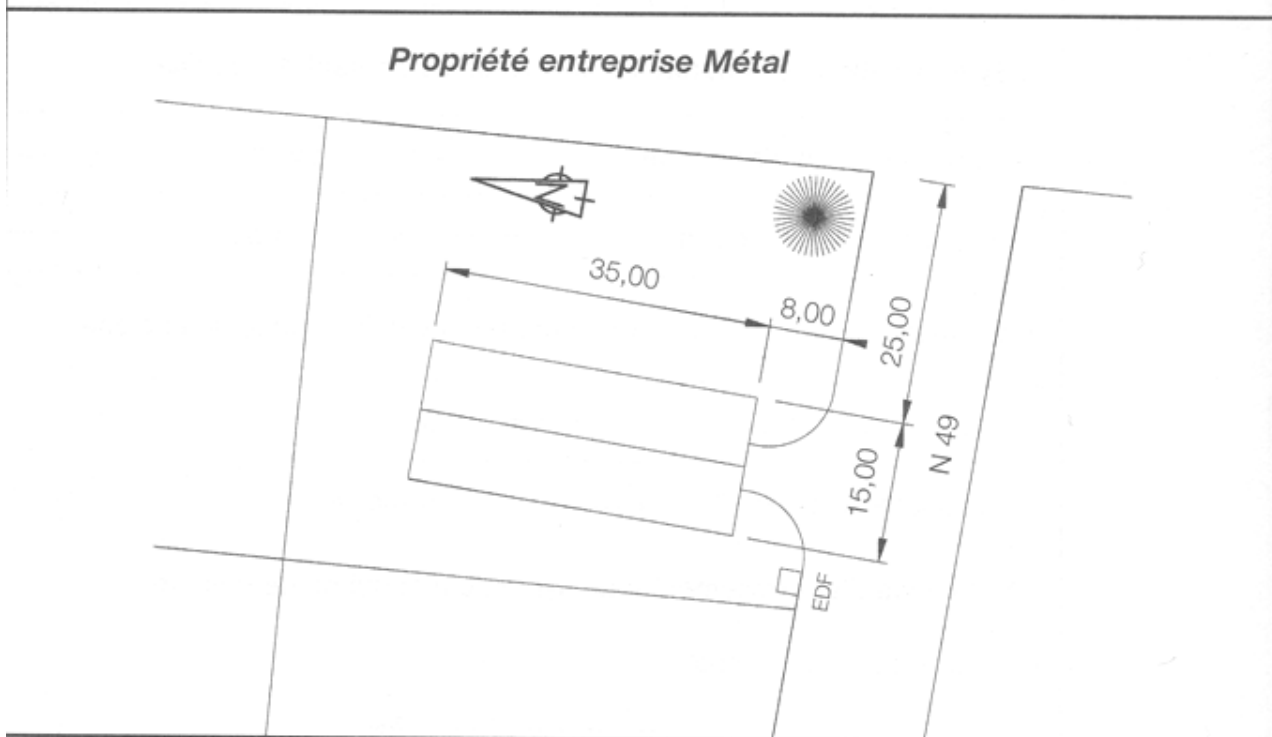 Propriété entreprise Métal
N
35,00
8,00
25,00
N 49
15,00
EDF